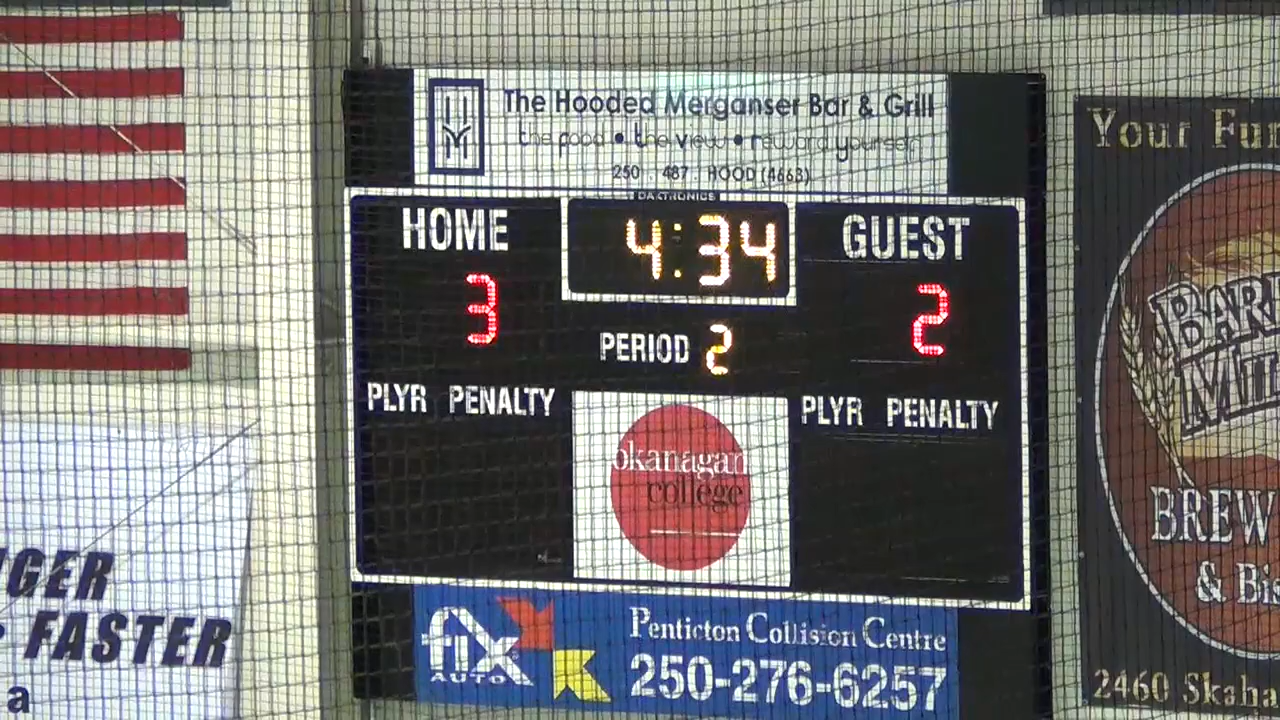 The Hooded Merganser Bar & Grill
the food • the view • reward yourself
250 . 487 . HOOD (4663)
DAKTRONICS
HOME
4:34
GUEST
3
2
PERIOD 2
PLYR PENALTY
PLYR PENALTY
okanagan
college
fix
AUTO
Penticton Collision Centre
250-276-6257
GER
FASTER
a
Your Fu
BAR
MI
BREW
& Bi
2460 Skaha